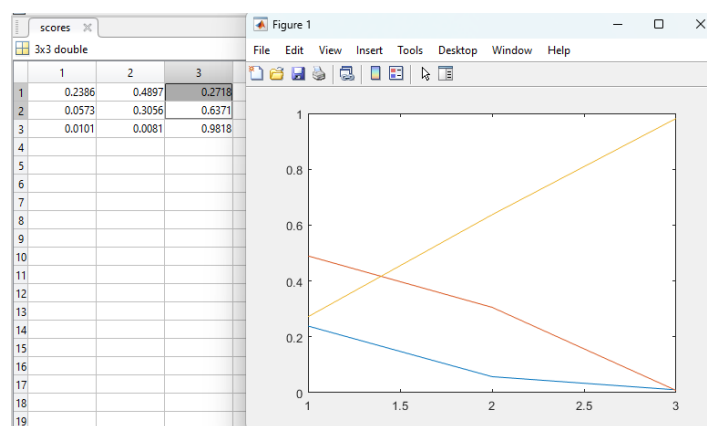 scores
3x3 double
1 2 3
1 0.2386 0.4897 0.2718
2 0.0573 0.3056 0.6371
3 0.0101 0.0081 0.9818
4
5
6
7
8
9
10
11
12
13
14
15
16
17
18
19
Figure 1
File Edit View Insert Tools Desktop Window Help
1
0.8
0.6
0.4
0.2
0
1 1.5 2 2.5 3